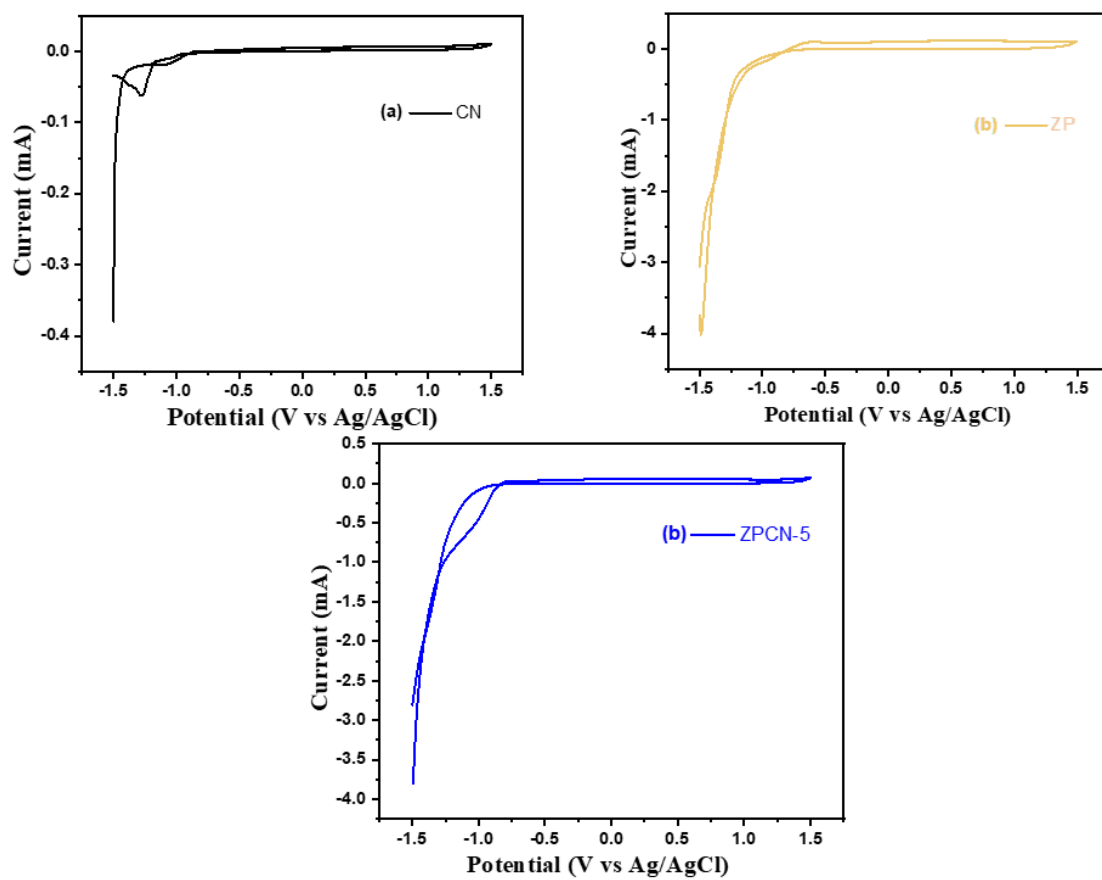 0.0
-0.1
-0.2
-0.3
-0.4
Current (mA)
(a) CN
-1.5 -1.0 -0.5 0.0 0.5 1.0 1.5
Potential (V vs Ag/AgCl)
0
-1
-2
-3
-4
Current (mA)
(b) ZP
-1.5 -1.0 -0.5 0.0 0.5 1.0 1.5
Potential (V vs Ag/AgCl)
0.5
0.0
-0.5
-1.0
-1.5
-2.0
-2.5
-3.0
-3.5
-4.0
Current (mA)
(b) ZPCN-5
-1.5 -1.0 -0.5 0.0 0.5 1.0 1.5
Potential (V vs Ag/AgCl)